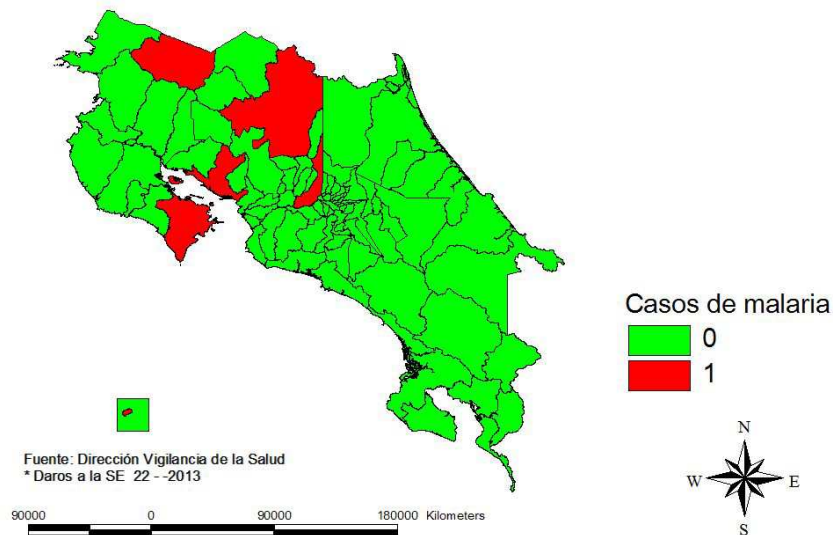 Casos de malaria
0
1
Fuente: Dirección Vigilancia de la Salud
* Daros a la SE 22 - -2013
90000 0 90000 180000 Kilometers
N
W E
S